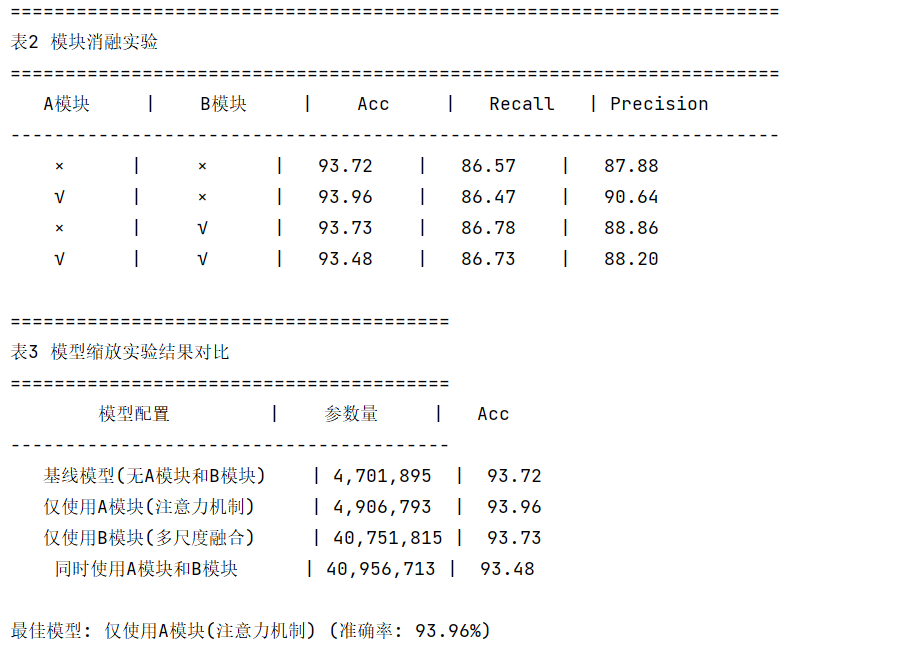 ======================================================================
表2 模块消融实验
======================================================================
A模块 | B模块 | Acc | Recall | Precision
----------------------------------------------------------------------
× | × | 93.72 | 86.57 | 87.88
√ | × | 93.96 | 86.47 | 90.64
× | √ | 93.73 | 86.78 | 88.86
√ | √ | 93.48 | 86.73 | 88.20
========================================
表3 模型缩放实验结果对比
========================================
模型配置 | 参数量 | Acc
----------------------------------------
基线模型(无A模块和B模块) | 4,701,895 | 93.72
仅使用A模块(注意力机制) | 4,906,793 | 93.96
仅使用B模块(多尺度融合) | 40,751,815 | 93.73
同时使用A模块和B模块 | 40,956,713 | 93.48
最佳模型: 仅使用A模块(注意力机制) (准确率: 93.96%)